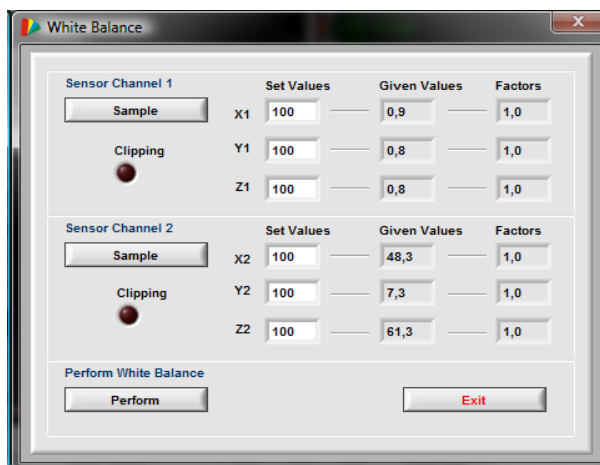 White Balance
Sensor Channel 1
Set Values Given Values Factors
Sample
X1 100 0,9 1,0
Clipping
Y1 100 0,8 1,0
Z1 100 0,8 1,0
Sensor Channel 2
Set Values Given Values Factors
Sample
X2 100 48,3 1,0
Clipping
Y2 100 7,3 1,0
Z2 100 61,3 1,0
Perform White Balance
Perform Exit